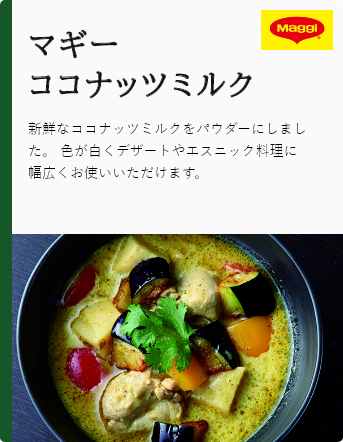 マギー
Maggi
ココナッツミルク
新鮮なココナッツミルクをパウダーにしまし
た。 色が白くデザートやエスニック料理に
幅広くお使いいただけます。